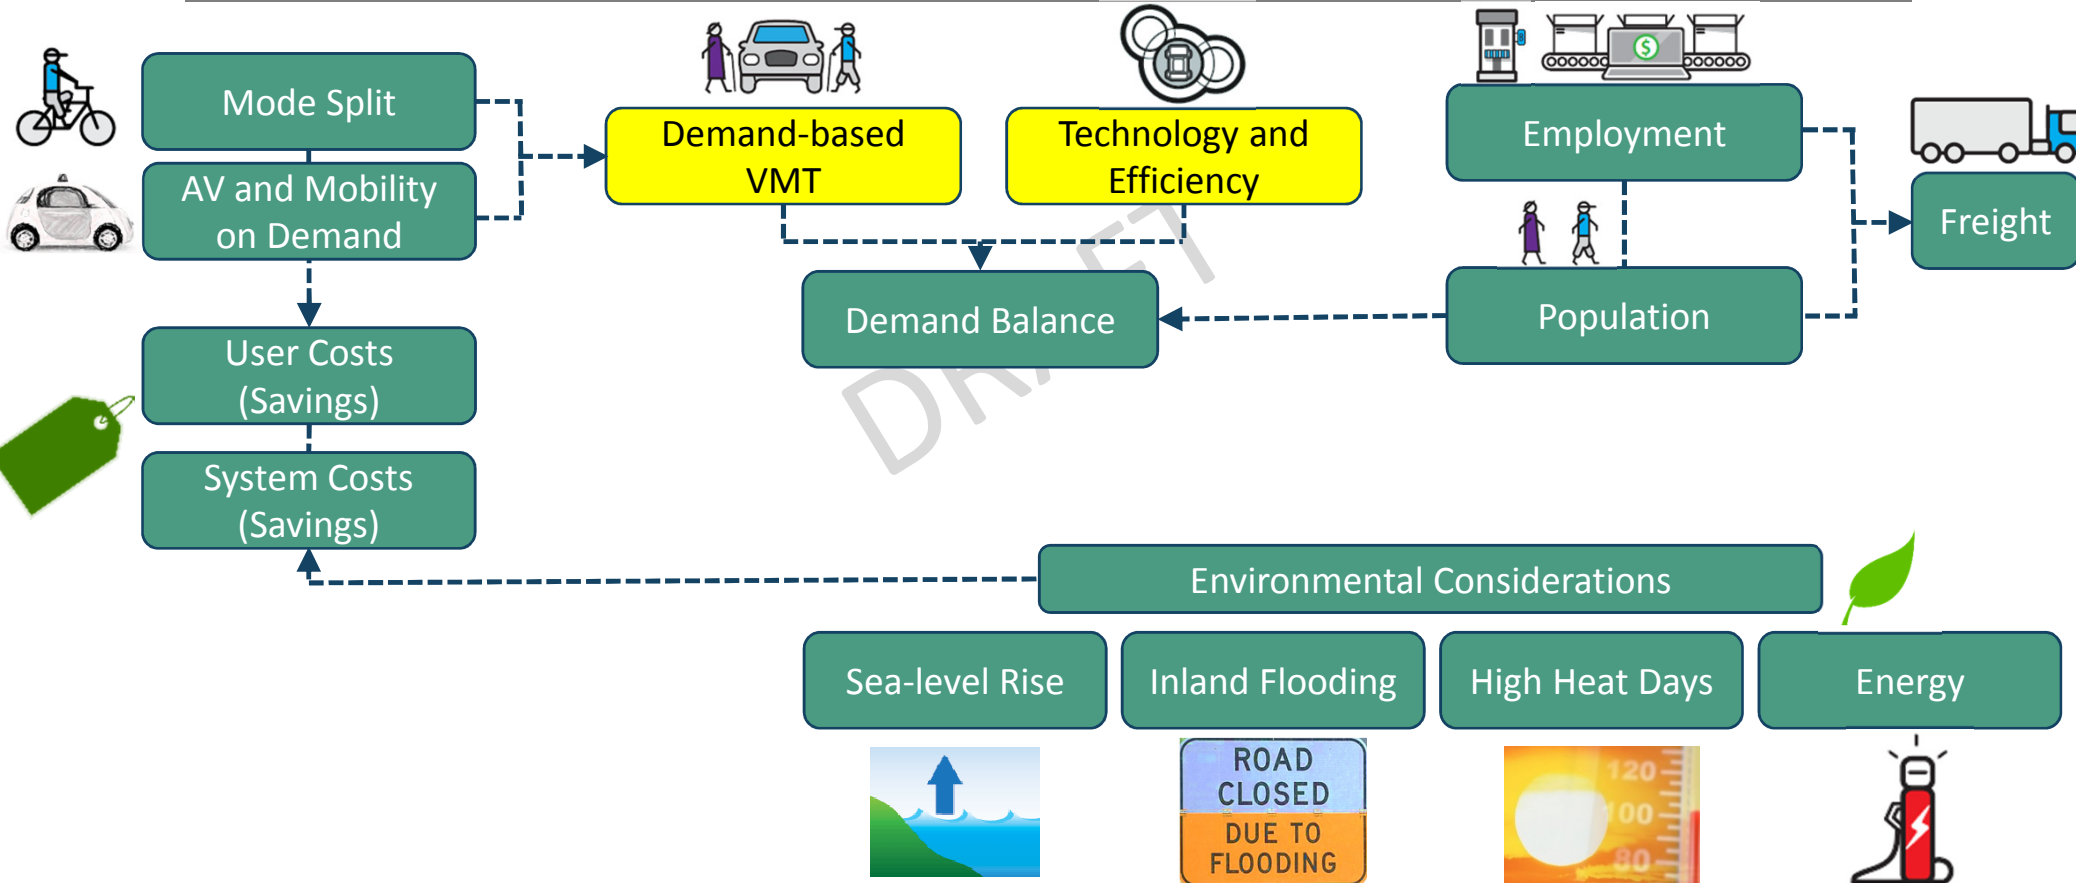 Mode Split
AV and Mobility
on Demand
User Costs
(Savings)
System Costs
(Savings)
Demand-based
VMT
Technology and
Efficiency
Demand Balance
Employment
Population
Freight
$
DRAFT
Environmental Considerations
Sea-level Rise
Inland Flooding
High Heat Days
Energy
ROAD
CLOSED
DUE TO
FLOODING
120
100
80